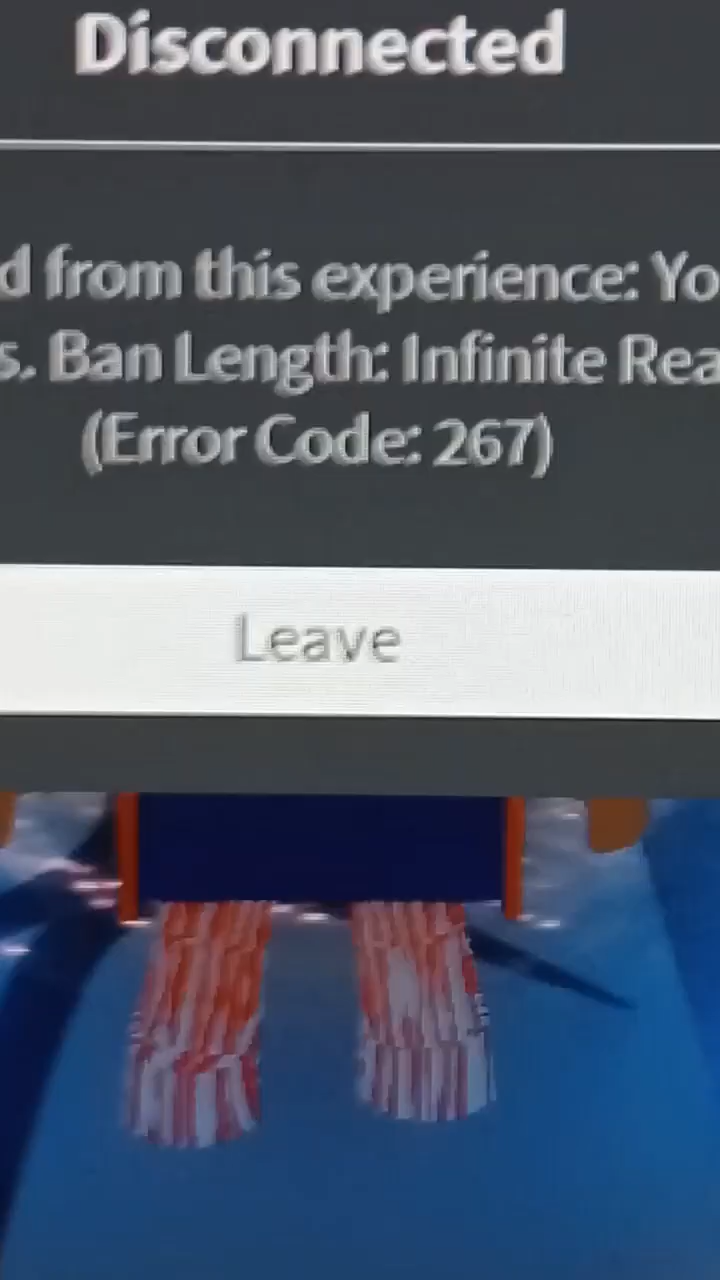 Disconnected
d from this experience: Yo
s. Ban Length: Infinite Rea
(Error Code: 267)
Leave